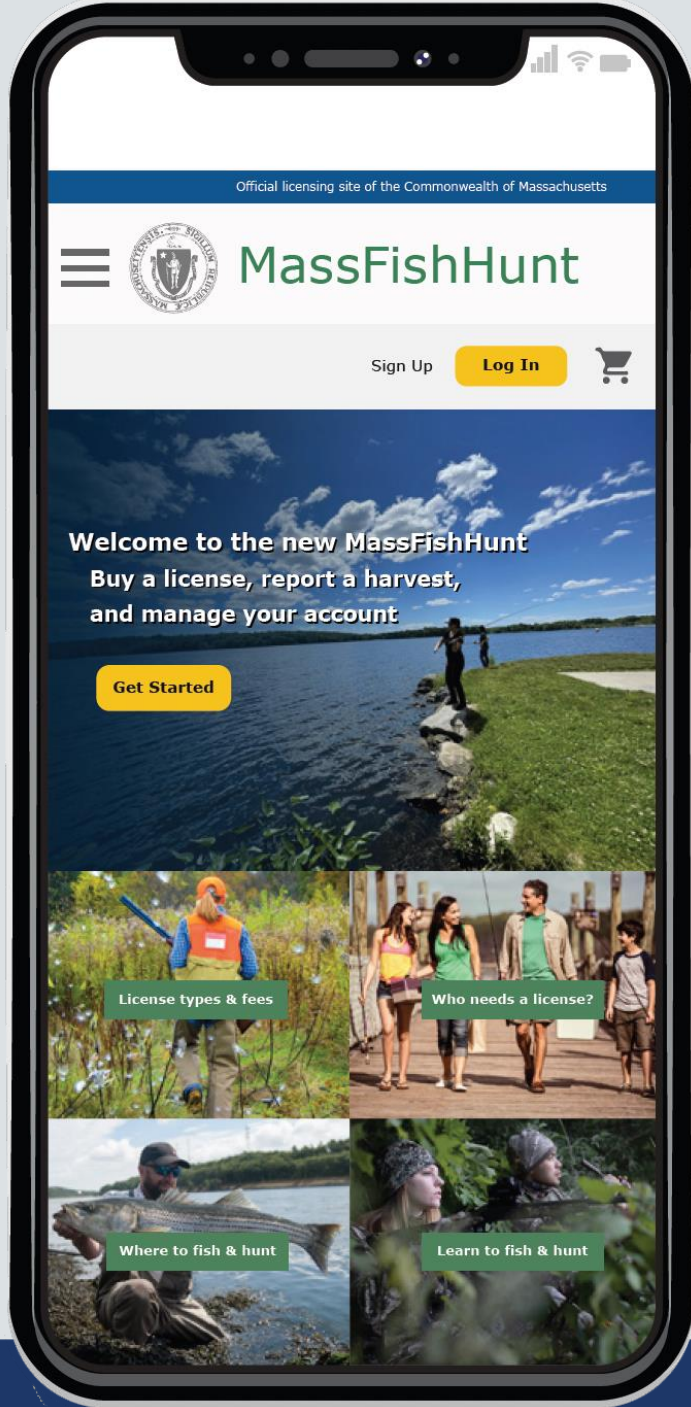 Official licensing site of the Commonwealth of Massachusetts
MassFishHunt
Sign Up
Log In
Welcome to the new MassFishHunt
Buy a license, report a harvest,
and manage your account
Get Started
License types & fees
Who needs a license?
Where to fish & hunt
Learn to fish & hunt